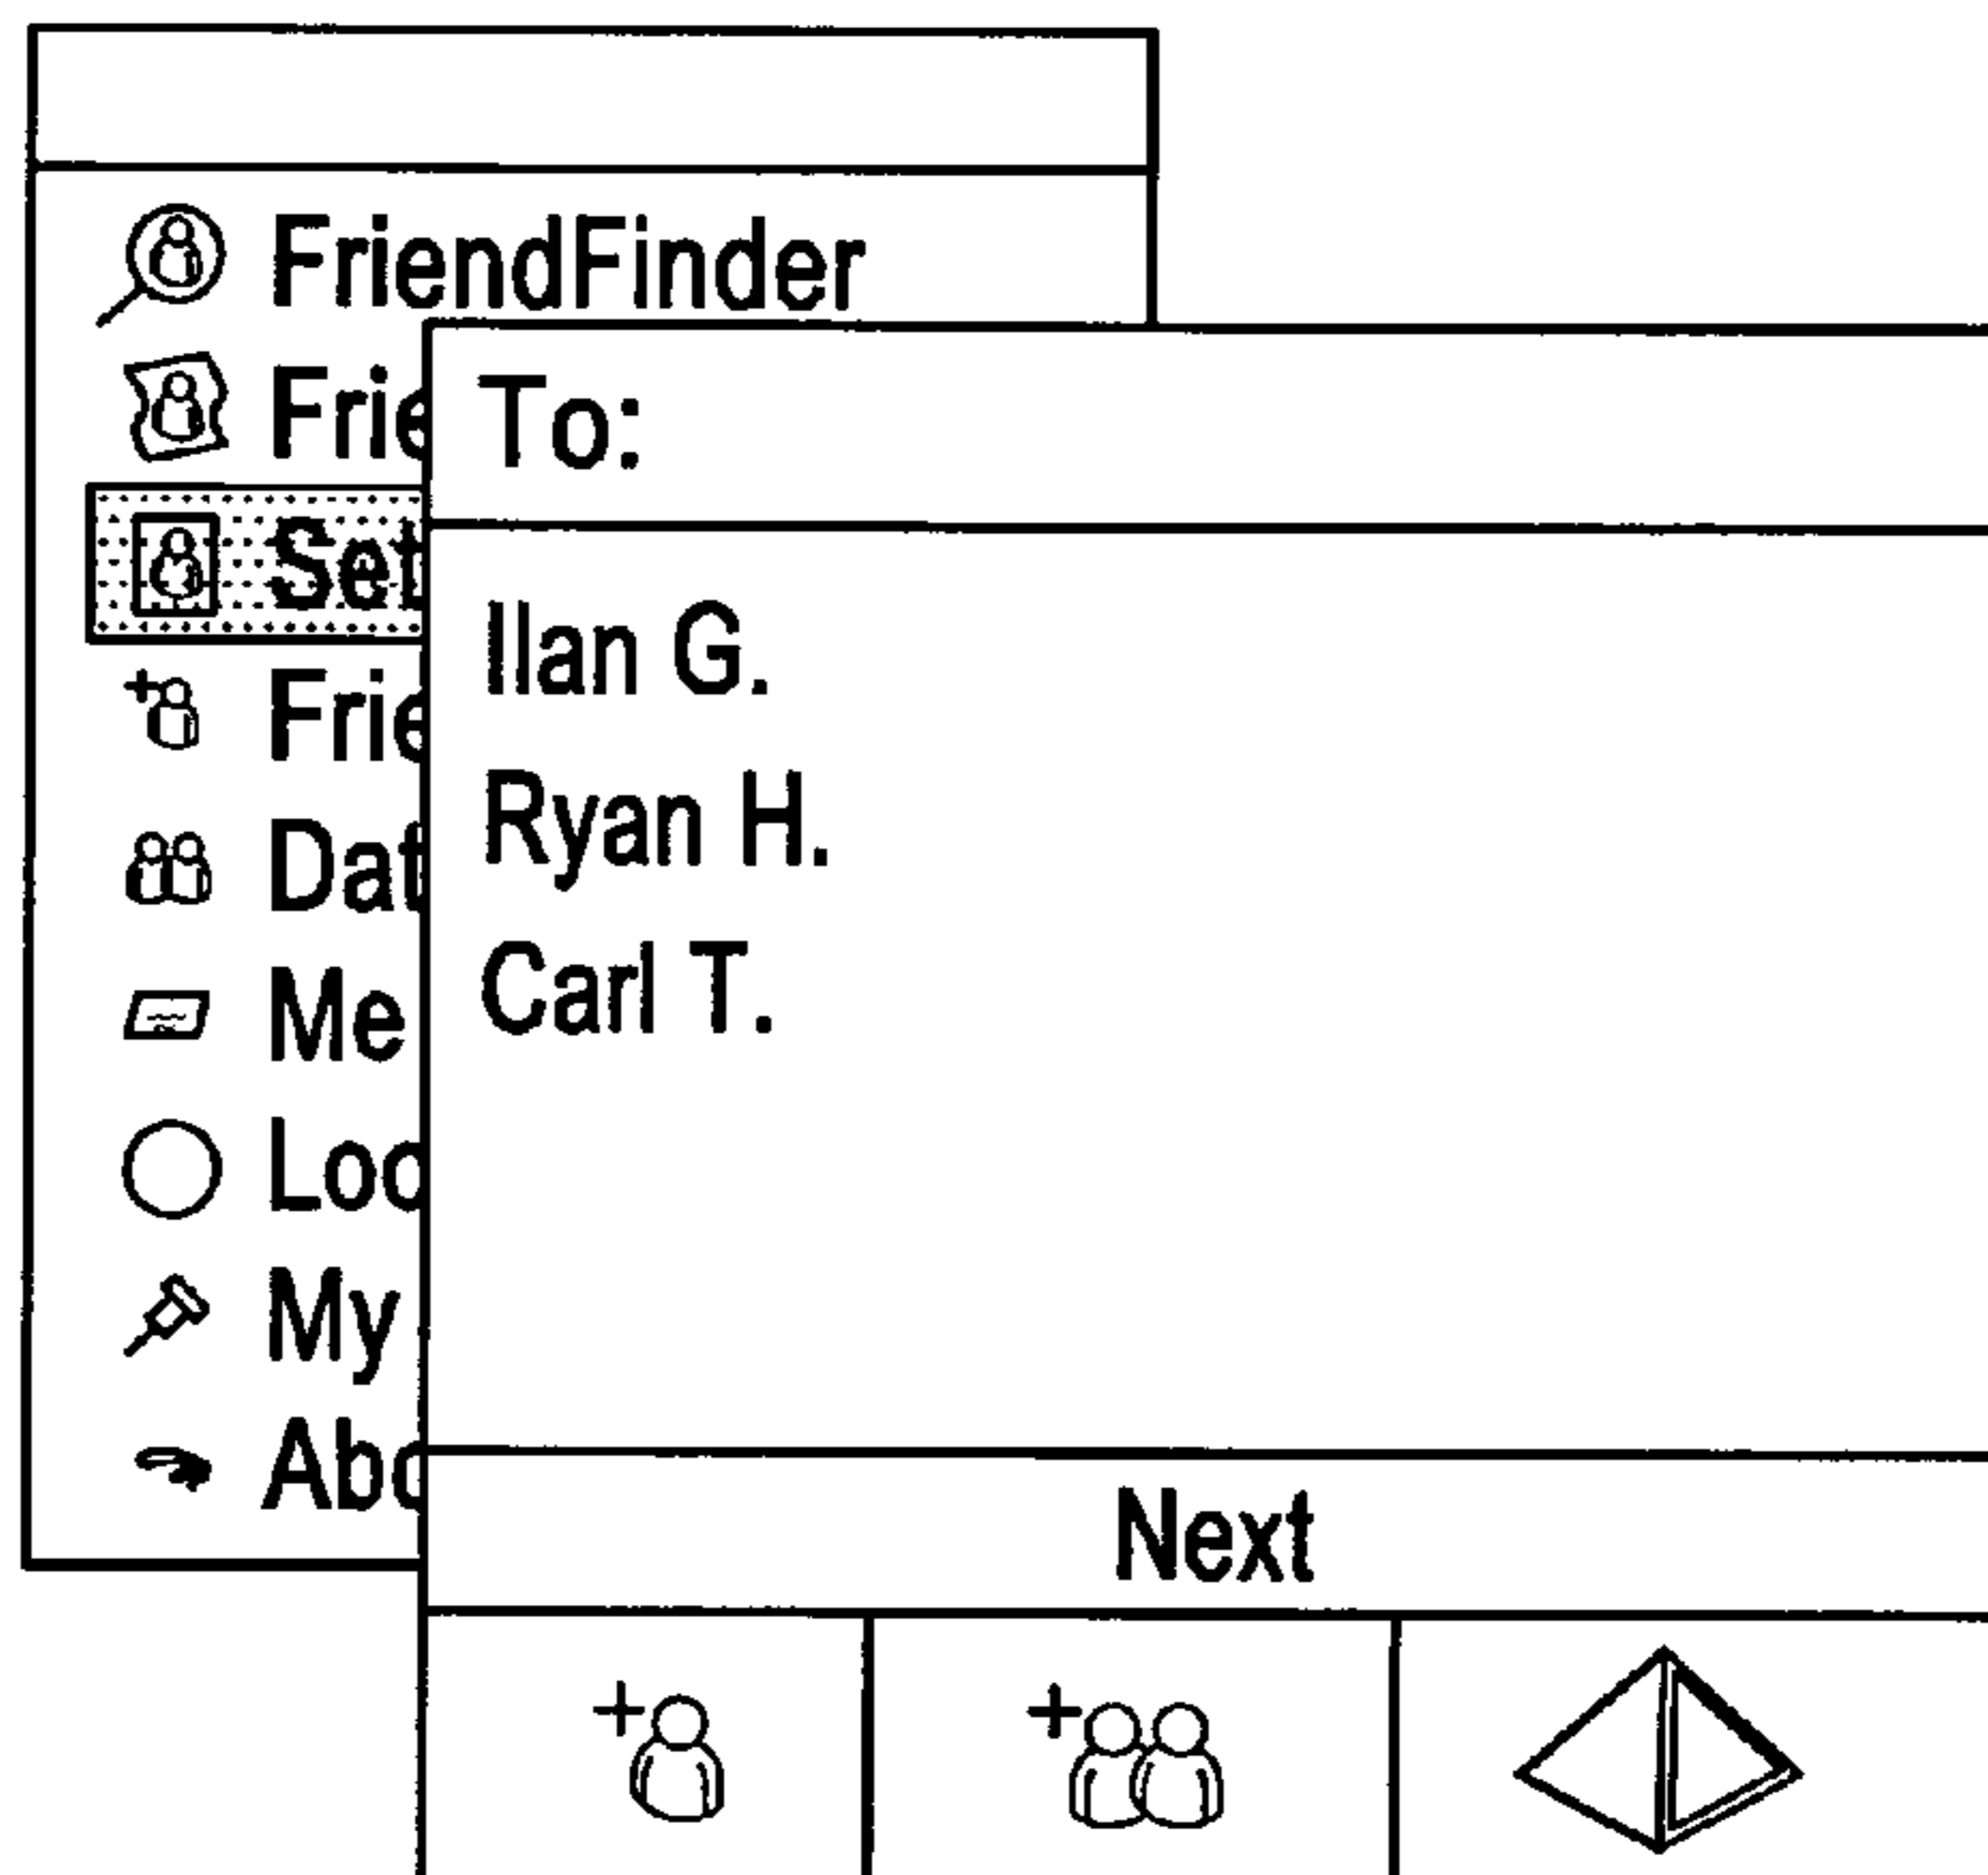 FriendFinder
Frie
Set
Frie
Dat
Me
Loc
My
Abo
To:
Ilan G.
Ryan H.
Carl T.
Next